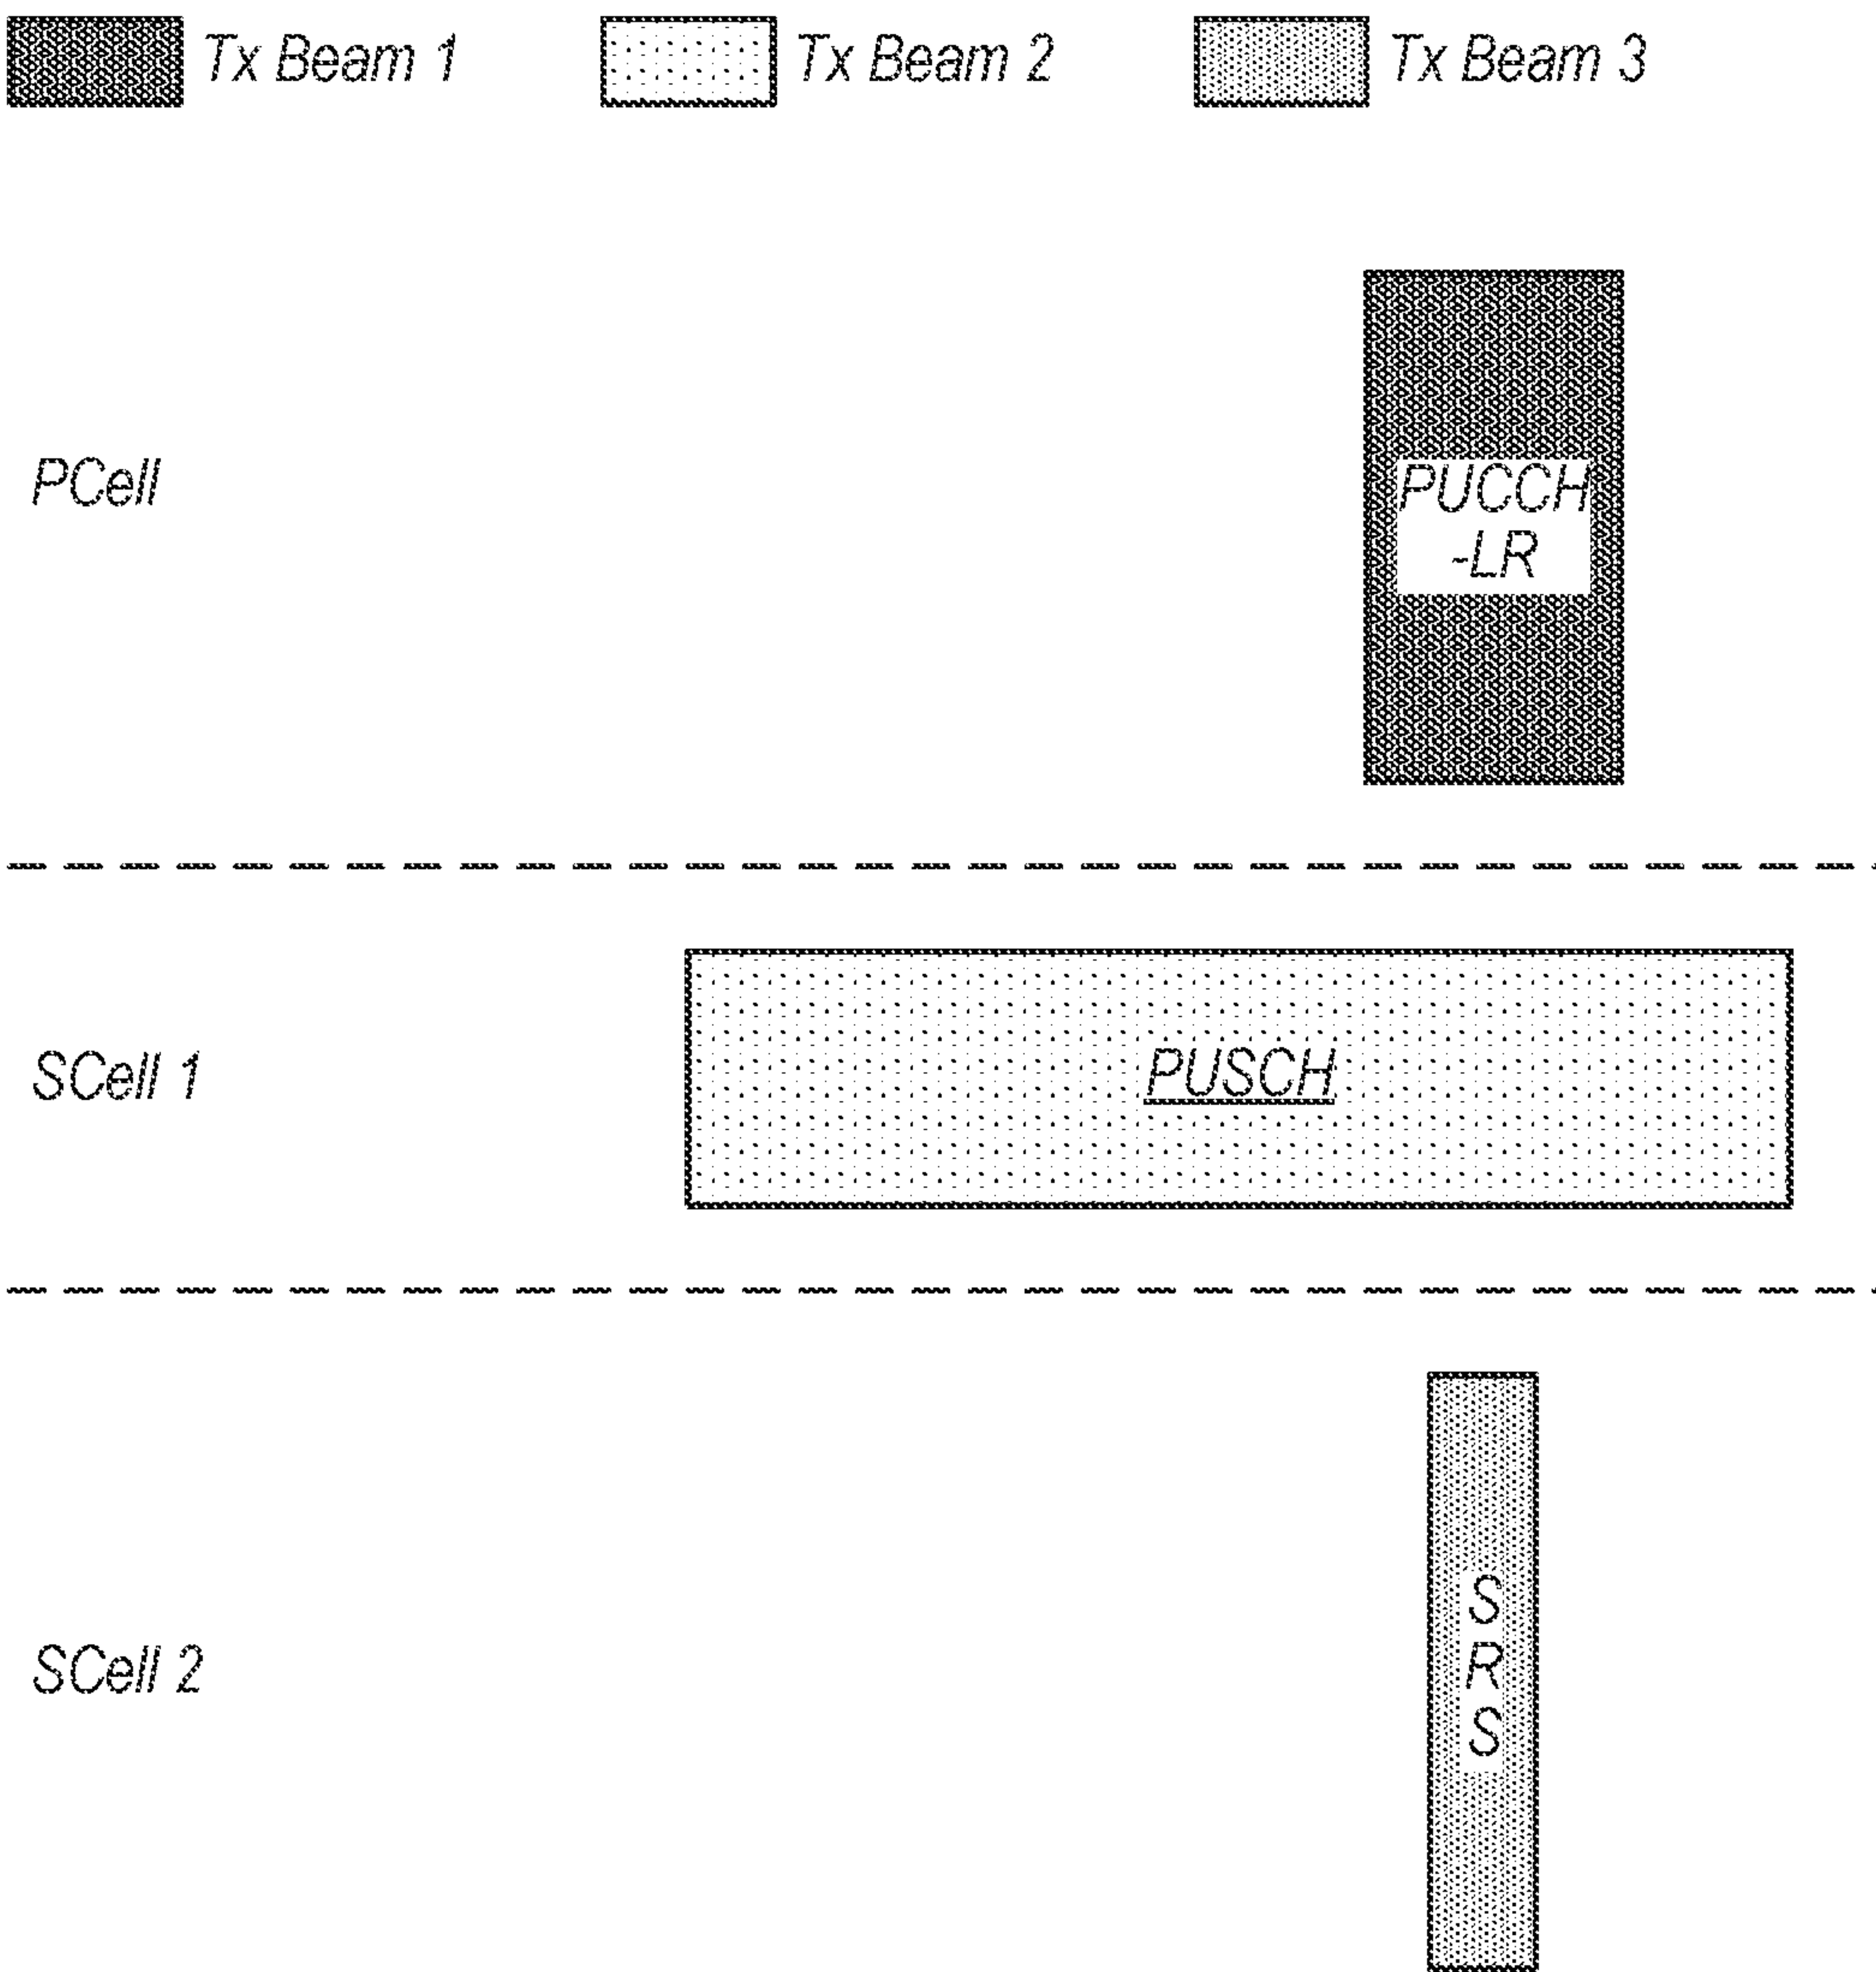 Tx Beam 1
Tx Beam 2
Tx Beam 3
PCell
PUCCH
-LR
SCell 1
PUSCH
SCell 2
S
R
S